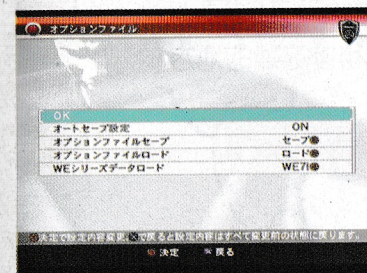 オプションファイル
OK
オートセーブ設定 ON
オプションファイルセーブ セーブ
オプションファイルロード ロード
WEシリーズデータロード WE7I
決定で設定内容変更、で戻ると設定内容はすべて変更前の状態に戻ります。
決定 戻る